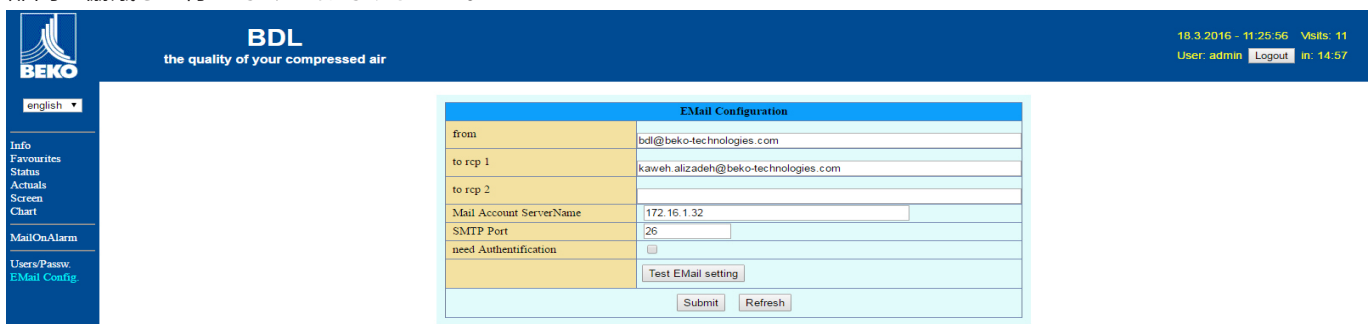 BEKO
BDL
the quality of your compressed air
18.3.2016 - 11:25:56 Visits: 11
User: admin Logout in: 14:57
english
Info
Favourites
Status
Actuals
Screen
Chart
MailOnAlarm
Users/Passw.
EMail Config.
EMail Configuration
from bdl@beko-technologies.com
to rcp 1 kaweh.alizadeh@beko-technologies.com
to rcp 2
Mail Account ServerName 172.16.1.32
SMTP Port 26
need Authentification
Test EMail setting
Submit Refresh